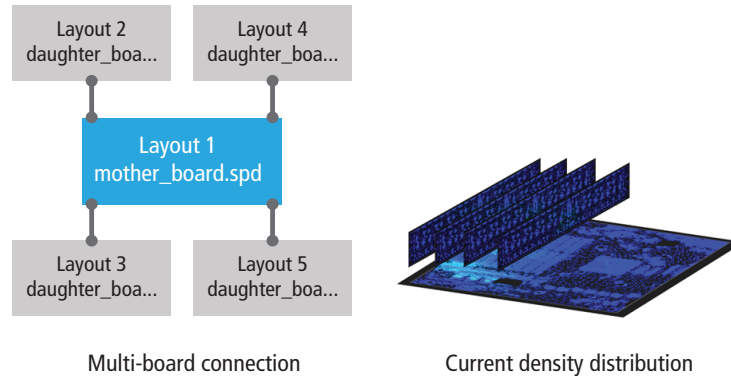 Layout 2
daughter_boa...
Layout 4
daughter_boa...
Layout 1
mother_board.spd
Layout 3
daughter_boa...
Layout 5
daughter_boa...
Multi-board connection
Current density distribution